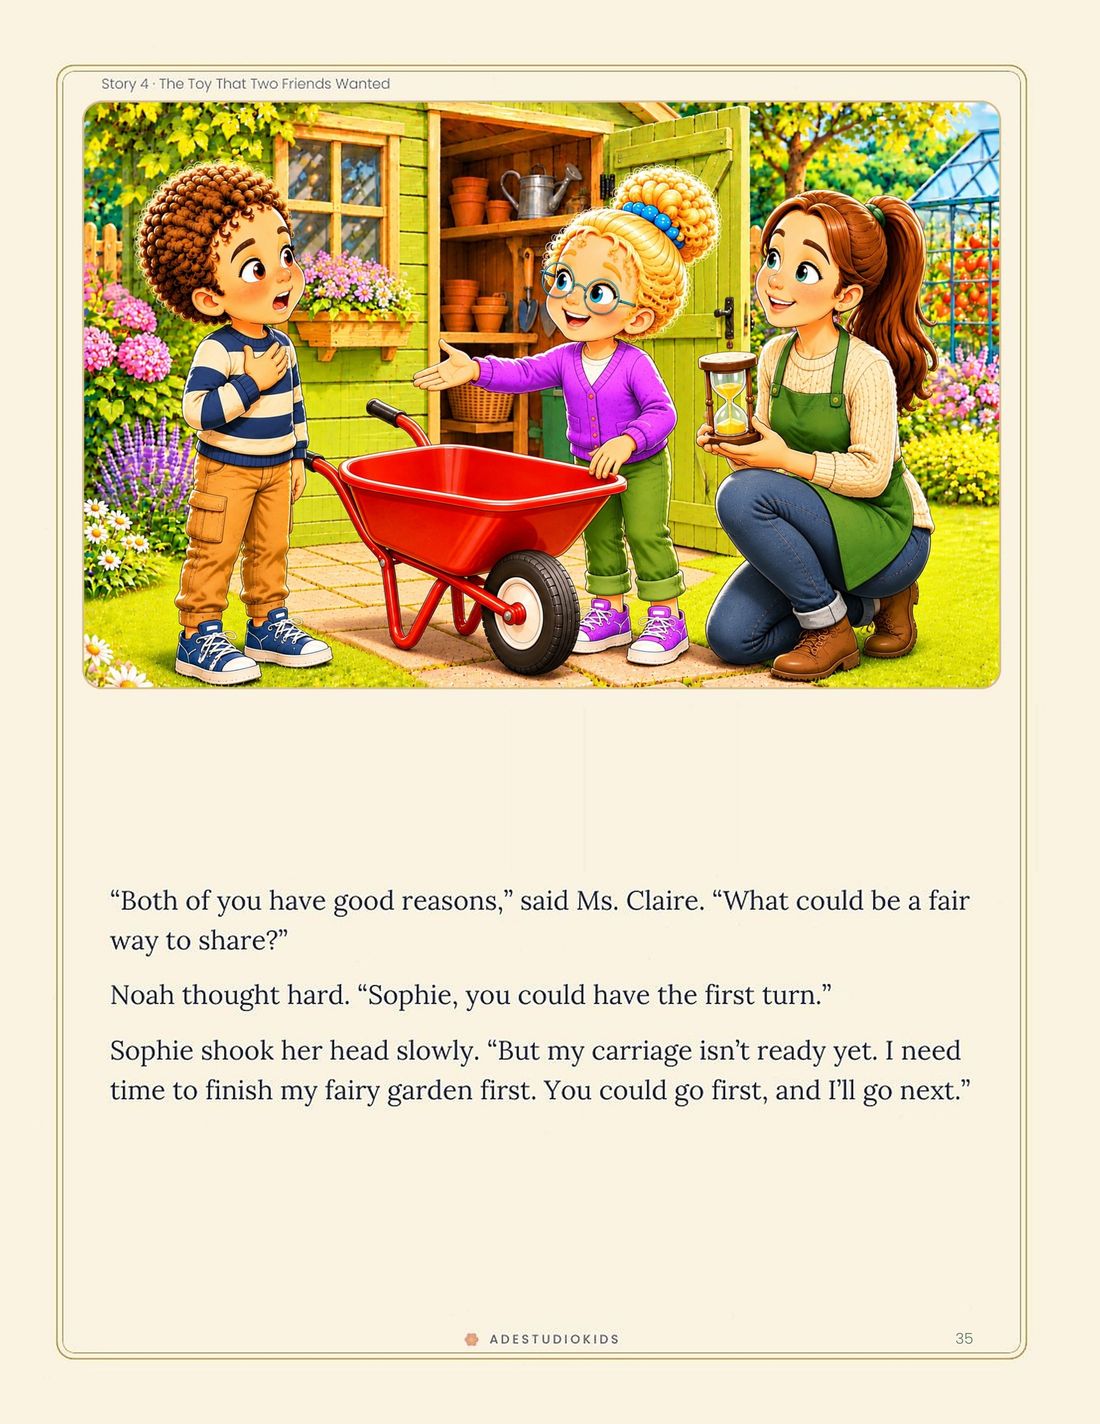 Story 4 · The Toy That Two Friends Wanted
“Both of you have good reasons,” said Ms. Claire. “What could be a fair
way to share?”
Noah thought hard. “Sophie, you could have the first turn.”
Sophie shook her head slowly. “But my carriage isn’t ready yet. I need
time to finish my fairy garden first. You could go first, and I’ll go next.”
ADESTUDIOKIDS
35